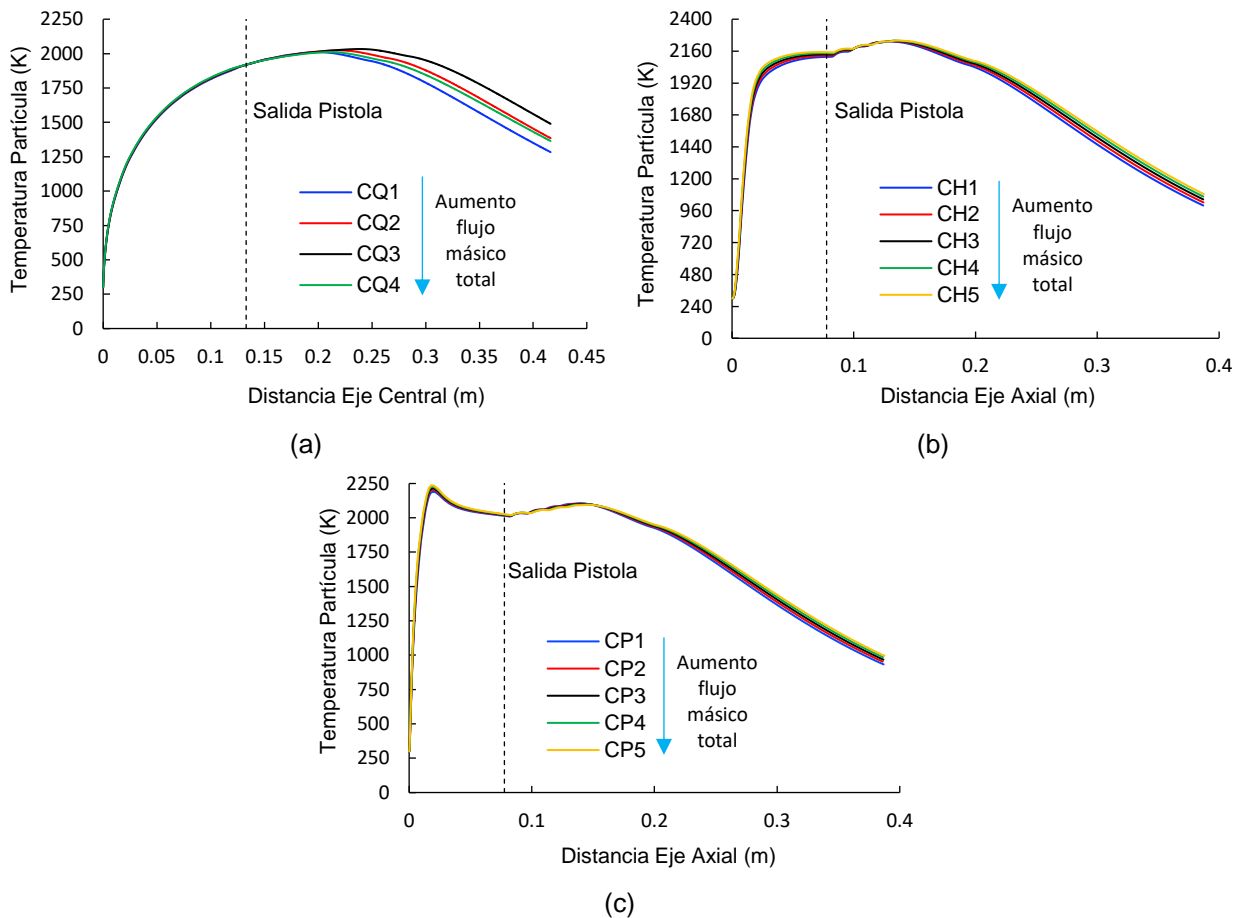 Temperatura Partícula (K)
2250
2000
1750
1500
1250
1000
750
500
250
0
0
0.05
0.1
0.15
0.2
0.25
0.3
0.35
0.4
0.45
Salida Pistola
CQ1
CQ2
CQ3
CQ4
Aumento
flujo
másico
total
Distancia Eje Central (m)
(a)
Temperatura Partícula (K)
2400
2160
1920
1680
1440
1200
960
720
480
240
0
0
0.1
0.2
0.3
0.4
Salida Pistola
CH1
CH2
CH3
CH4
CH5
Aumento
flujo
másico
total
Distancia Eje Axial (m)
(b)
Temperatura Partícula (K)
2250
2000
1750
1500
1250
1000
750
500
250
0
0
0.1
0.2
0.3
0.4
Salida Pistola
CP1
CP2
CP3
CP4
CP5
Aumento
flujo
másico
total
Distancia Eje Axial (m)
(c)